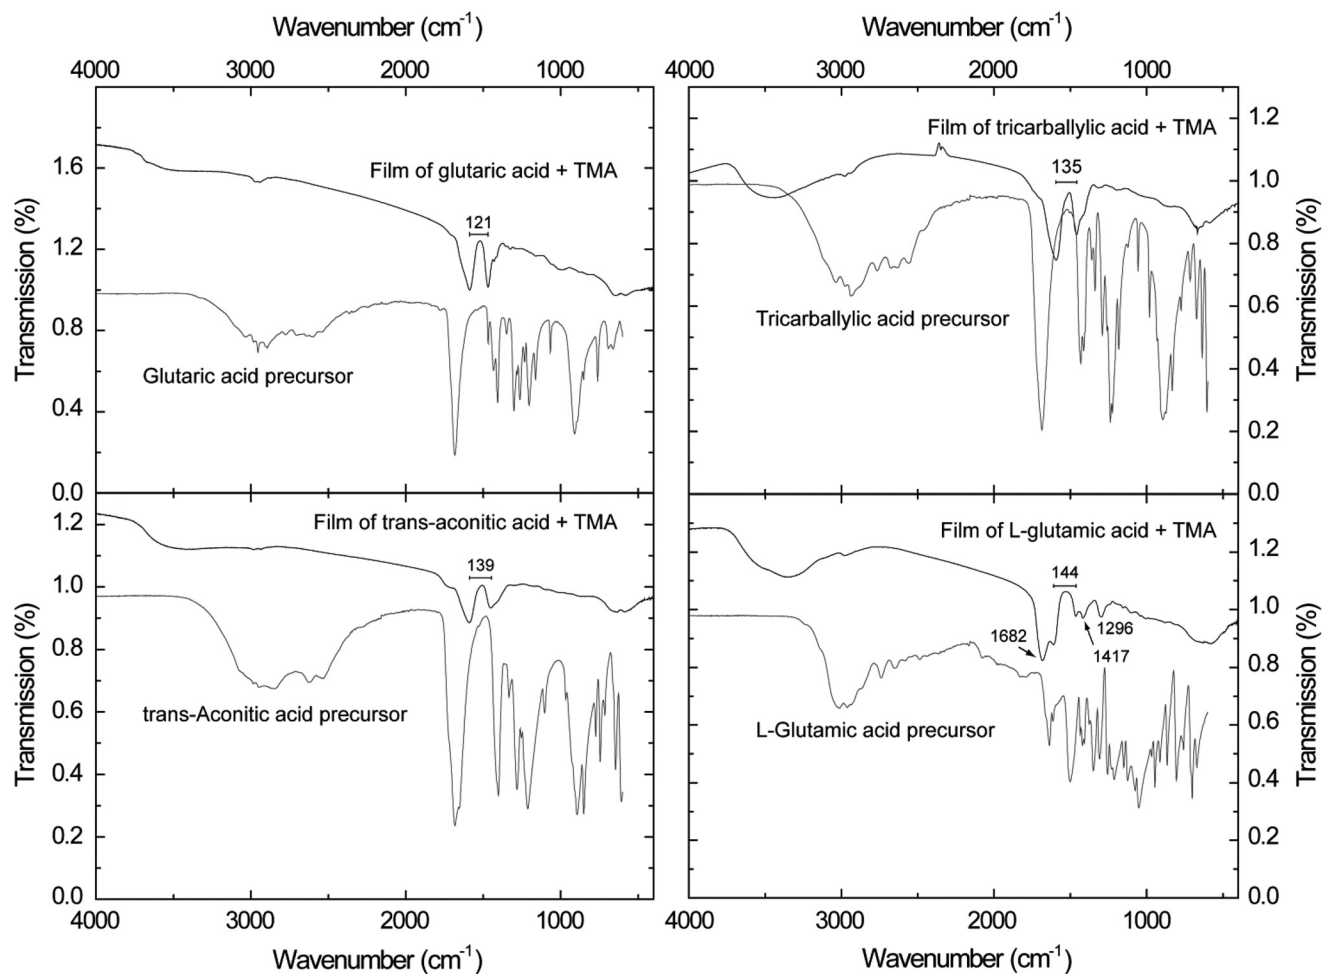 Wavenumber (cm-1) Wavenumber (cm-1)
4000 3000 2000 1000 4000 3000 2000 1000
Transmission (%)
1.6
1.2
0.8
0.4
0.0
Film of glutaric acid + TMA
121
Glutaric acid precursor
Film of tricarballylic acid + TMA
135
Tricarballylic acid precursor
1.2
1.0
0.8
0.6
0.4
0.2
0.0
Transmission (%)
Transmission (%)
1.2
1.0
0.8
0.6
0.4
0.2
0.0
Film of trans-aconitic acid + TMA
139
trans-Aconitic acid precursor
Film of L-glutamic acid + TMA
144
1682
1296
1417
L-Glutamic acid precursor
1.2
1.0
0.8
0.6
0.4
0.2
0.0
Transmission (%)
4000 3000 2000 1000 4000 3000 2000 1000
Wavenumber (cm-1) Wavenumber (cm-1)